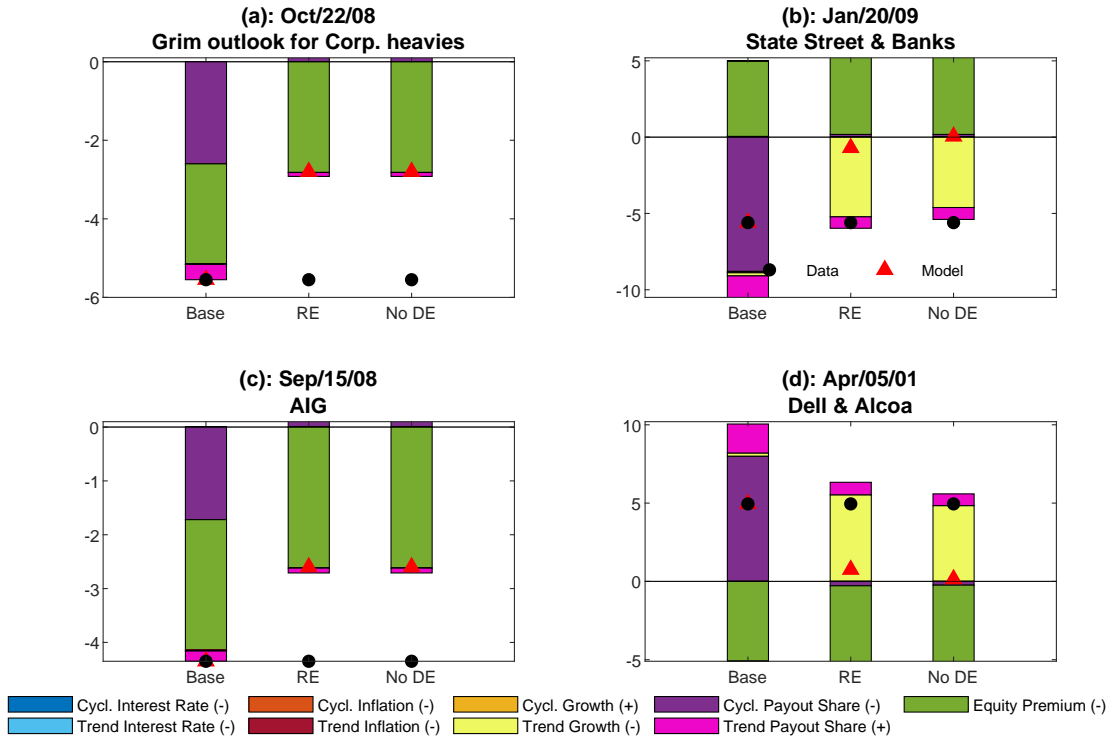 (a): Oct/22/08
Grim outlook for Corp. heavies
0
-2
-4
-6
Base RE No DE
(b): Jan/20/09
State Street & Banks
5
0
-5
-10
Data Model
Base RE No DE
(c): Sep/15/08
AIG
0
-1
-2
-3
-4
Base RE No DE
(d): Apr/05/01
Dell & Alcoa
10
5
0
-5
Base RE No DE
Cycl. Interest Rate (-) Cycl. Inflation (-) Cycl. Growth (+) Cycl. Payout Share (-) Equity Premium (-)
Trend Interest Rate (-) Trend Inflation (-) Trend Growth (-) Trend Payout Share (+)